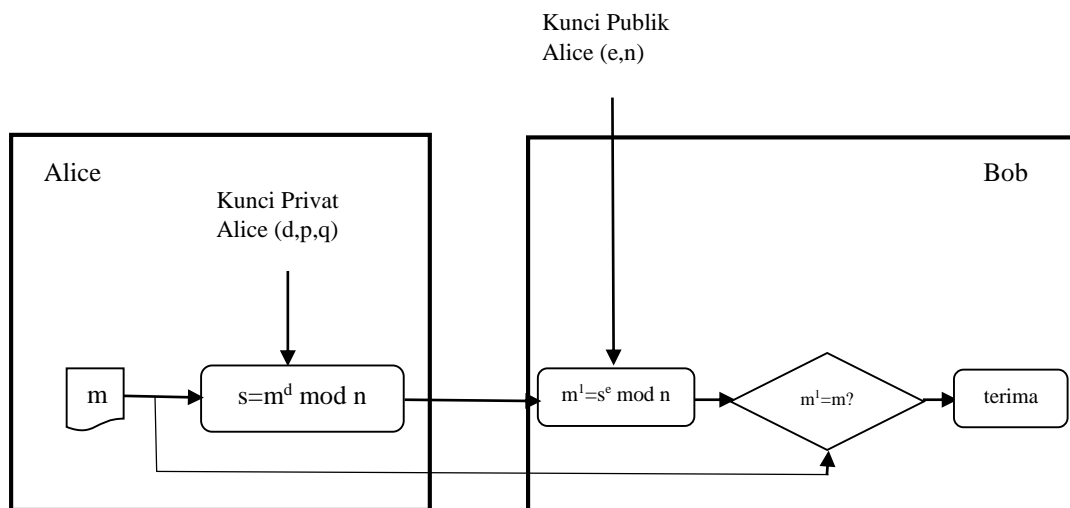 Kunci Publik
Alice (e,n)
Alice
Bob
Kunci Privat
Alice (d,p,q)
m
s=m^d mod n
m^1=s^e mod n
m^1=m?
terima